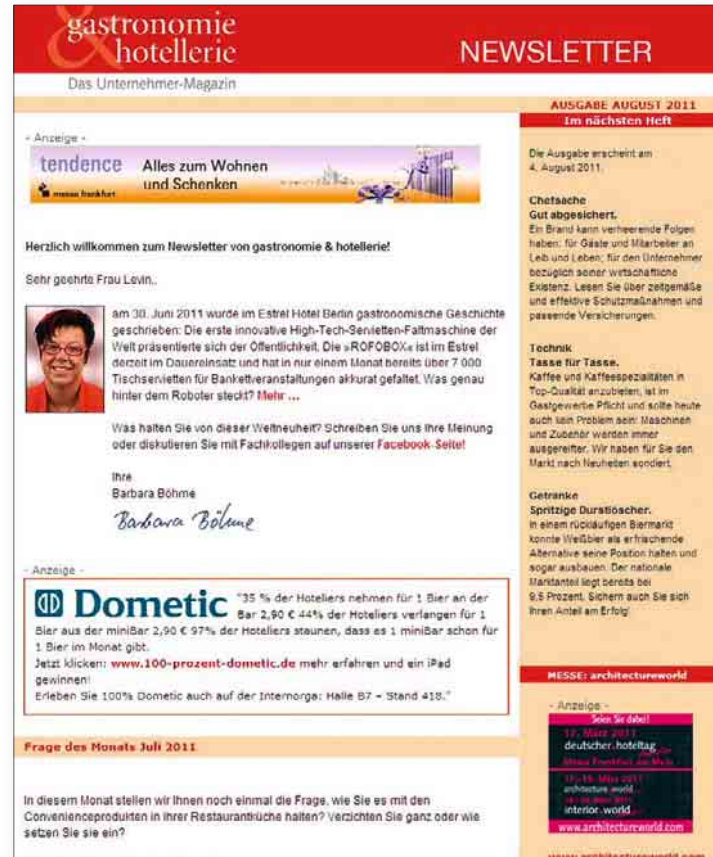 gastronomie
& hotellerie
NEWSLETTER
Das Unternehmer-Magazin
- Anzeige -
tendence
messe frankfurt
Alles zum Wohnen
und Schenken
Herzlich willkommen zum Newsletter von gastronomie & hotellerie!
Sehr geehrte Frau Levin,.
am 30. Juni 2011 wurde im Estrel Hotel Berlin gastronomische Geschichte
geschrieben: Die erste innovative High-Tech-Servietten-Faltmaschine der
Welt präsentierte sich der Öffentlichkeit. Die »ROFOBOX« ist im Estrel
derzeit im Dauereinsatz und hat in nur einem Monat bereits über 7 000
Tischservietten für Bankettveranstaltungen akkurat gefaltet. Was genau
hinter dem Roboter steckt? Mehr ...
Was halten Sie von dieser Weltneuheit? Schreiben Sie uns Ihre Meinung
oder diskutieren Sie mit Fachkollegen auf unserer Facebook-Seite!
Ihre
Barbara Böhme
Barbara Böhme
- Anzeige -
Dometic
"35 % der Hoteliers nehmen für 1 Bier an der
Bar 2,90 € 44% der Hoteliers verlangen für 1
Bier aus der miniBar 2,90 € 97% der Hoteliers staunen, dass es 1 miniBar schon für
1 Bier im Monat gibt.
Jetzt klicken: www.100-prozent-dometic.de mehr erfahren und ein iPad
gewinnen!
Erleben Sie 100% Dometic auch auf der Internorga: Halle B7 – Stand 418."
Frage des Monats Juli 2011
In diesem Monat stellen wir Ihnen noch einmal die Frage, wie Sie es mit den
Convenienceprodukten in Ihrer Restaurantküche halten? Verzichten Sie ganz oder wie
setzen Sie sie ein?
AUSGABE AUGUST 2011
Im nächsten Heft
Die Ausgabe erscheint am
4. August 2011.
Chefsache
Gut abgesichert.
Ein Brand kann verheerende Folgen
haben: für Gäste und Mitarbeiter an
Leib und Leben; für den Unternehmer
bezüglich seiner wirtschaftliche
Existenz. Lesen Sie über zeitgemäße
und effektive Schutzmaßnahmen und
passende Versicherungen.
Technik
Tasse für Tasse.
Kaffee und Kaffeespezialitäten in
Top-Qualität anzubieten, ist im
Gastgewerbe Pflicht und sollte heute
auch kein Problem sein: Maschinen
und Zubehör werden immer
ausgereifter. Wir haben für Sie den
Markt nach Neuheiten sondiert.
Getränke
Spritzige Durstlöscher.
In einem rückläufigen Biermarkt
konnte Weißbier als erfrischende
Alternative seine Position halten und
sogar ausbauen. Der nationale
Marktanteil liegt bereits bei
9,5 Prozent. Sichern auch Sie sich
Ihren Anteil am Erfolg!
MESSE: architectureworld
- Anzeige -
Seien Sie dabei!
17. März 2011
deutscher.hoteltag
Messe Frankfurt am Main
architecture.world
interior.world
www.architectureworld.com
www.architectureworld.com